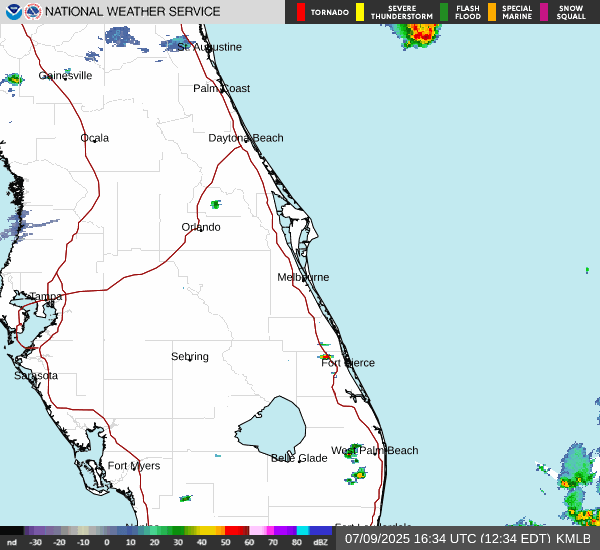 NATIONAL WEATHER SERVICE
TORNADO
SEVERE THUNDERSTORM
FLASH FLOOD
SPECIAL MARINE
SNOW SQUALL
St. Augustine
Gainesville
Palm Coast
Ocala
Daytona Beach
Orlando
Melbourne
Tampa
Sebring
Fort Pierce
Sarasota
West Palm Beach
Belle Glade
Fort Myers
nd -30 -20 -10 0 10 20 30 40 50 60 70 80 dBZ
07/09/2025 16:34 UTC (12:34 EDT) KMLB